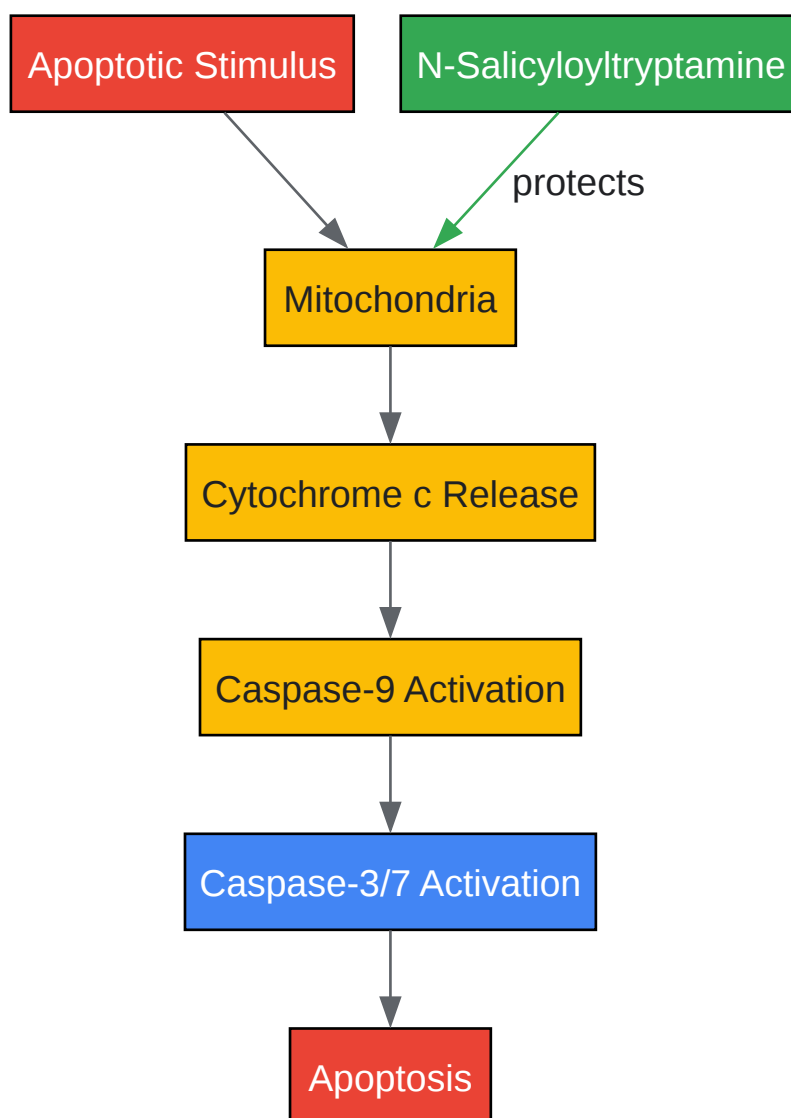 Apoptotic Stimulus
N-Salicyloyltryptamine
protects
Mitochondria
Cytochrome c Release
Caspase-9 Activation
Caspase-3/7 Activation
Apoptosis